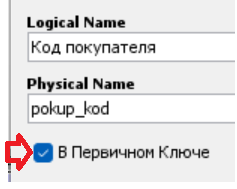 Logical Name
Код покупателя
Physical Name
pokup_kod
В Первичном Ключе